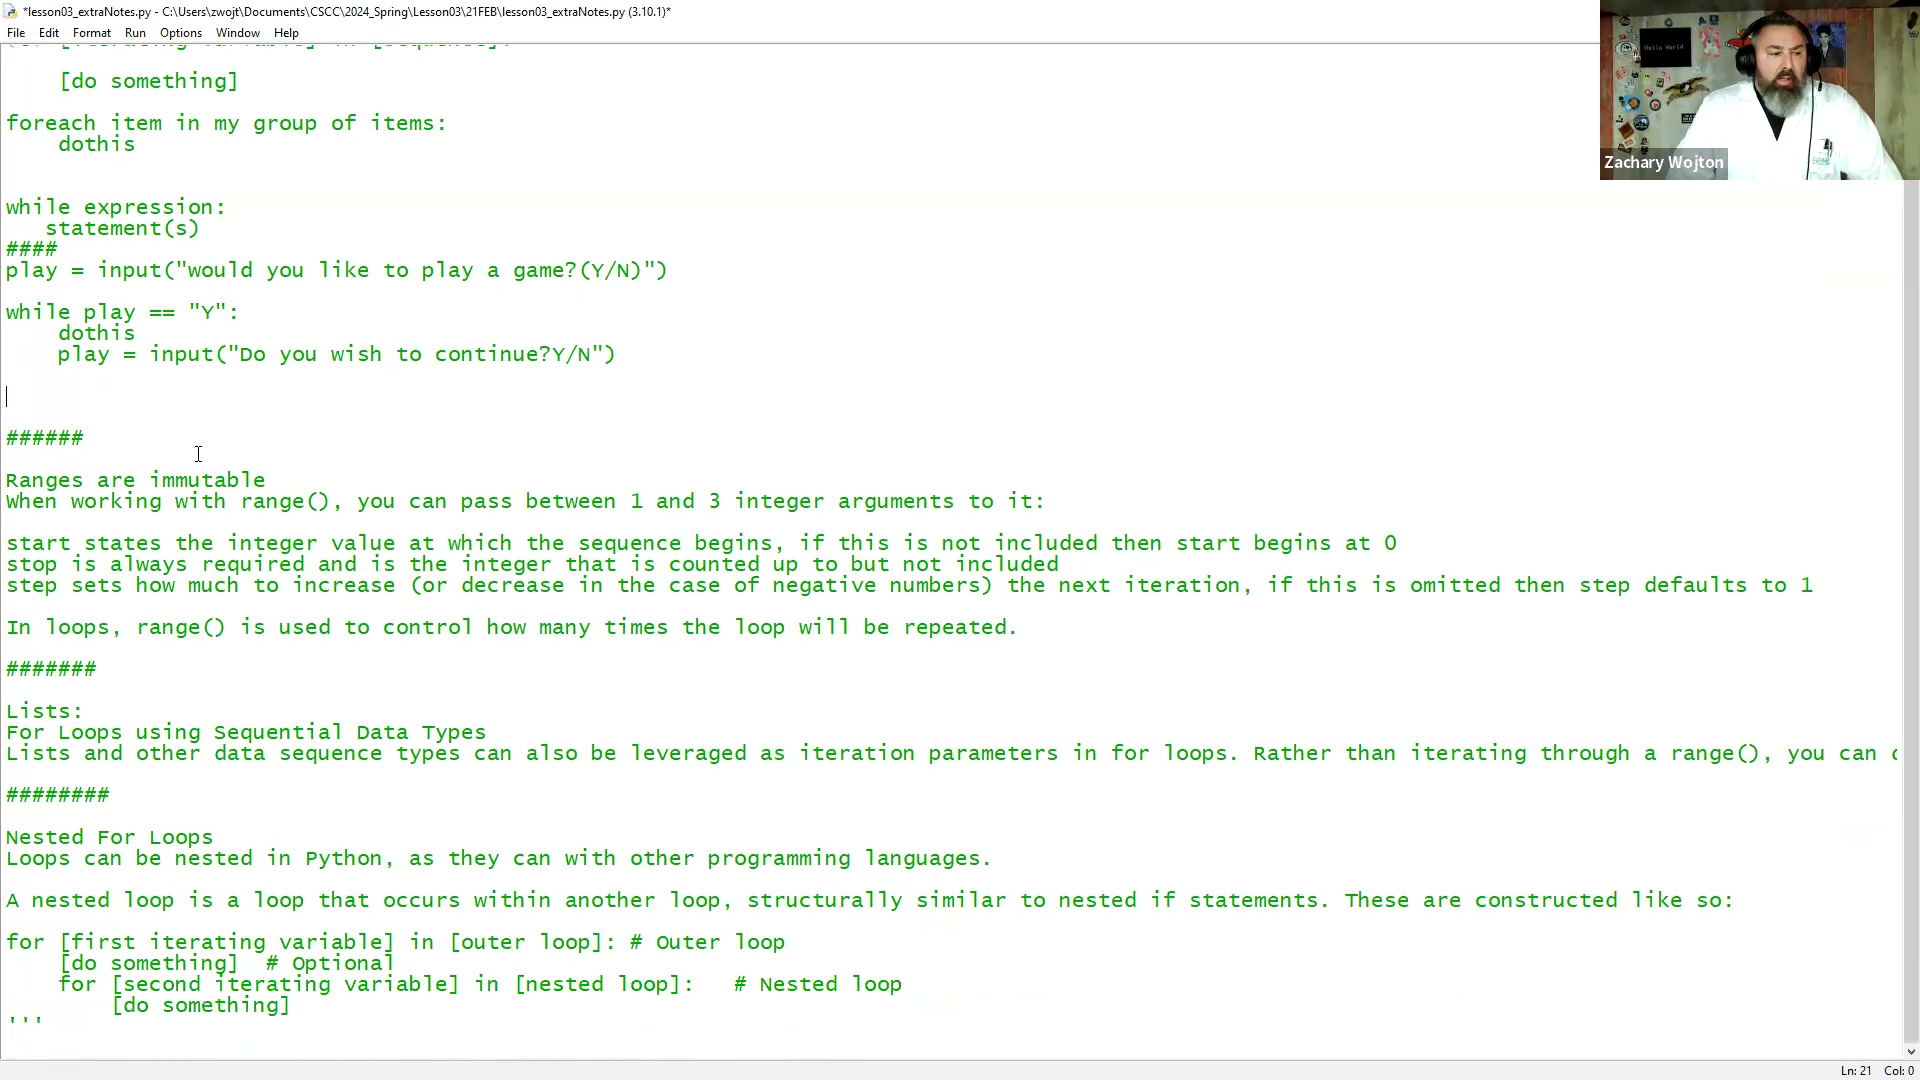 *lesson03_extraNotes.py - C:\Users\zwojt\Documents\CSCC\2024_Spring\Lesson03\21FEB\lesson03_extraNotes.py (3.10.1)*
File Edit Format Run Options Window Help
[do something]
foreach item in my group of items:
dothis
while expression:
statement(s)
####
play = input("would you like to play a game?(Y/N)")
while play == "Y":
dothis
play = input("Do you wish to continue?Y/N")
######
Ranges are immutable
When working with range(), you can pass between 1 and 3 integer arguments to it:
start states the integer value at which the sequence begins, if this is not included then start begins at 0
stop is always required and is the integer that is counted up to but not included
step sets how much to increase (or decrease in the case of negative numbers) the next iteration, if this is omitted then step defaults to 1
In loops, range() is used to control how many times the loop will be repeated.
#######
Lists:
For Loops using Sequential Data Types
Lists and other data sequence types can also be leveraged as iteration parameters in for loops. Rather than iterating through a range(), you can
########
Nested For Loops
Loops can be nested in Python, as they can with other programming languages.
A nested loop is a loop that occurs within another loop, structurally similar to nested if statements. These are constructed like so:
for [first iterating variable] in [outer loop]: # Outer loop
[do something]  # Optional
for [second iterating variable] in [nested loop]:   # Nested loop
[do something]
'''
Hello World
Zachary Wojton
Ln: 21 Col: 0